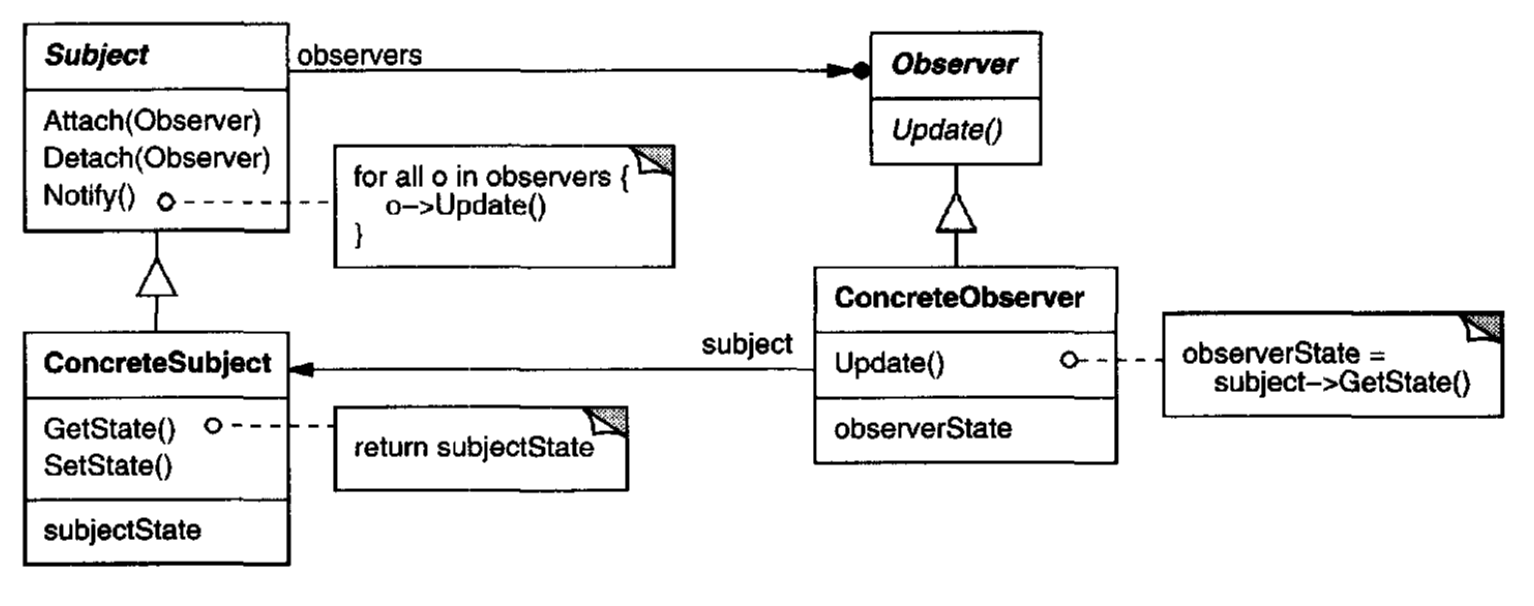 Subject
observers
Observer
Attach(Observer)
Detach(Observer)
Notify()
for all o in observers {
o->Update()
}
Update()
ConcreteSubject
GetState()
SetState()
subjectState
return subjectState
subject
ConcreteObserver
Update()
observerState
observerState =
subject->GetState()